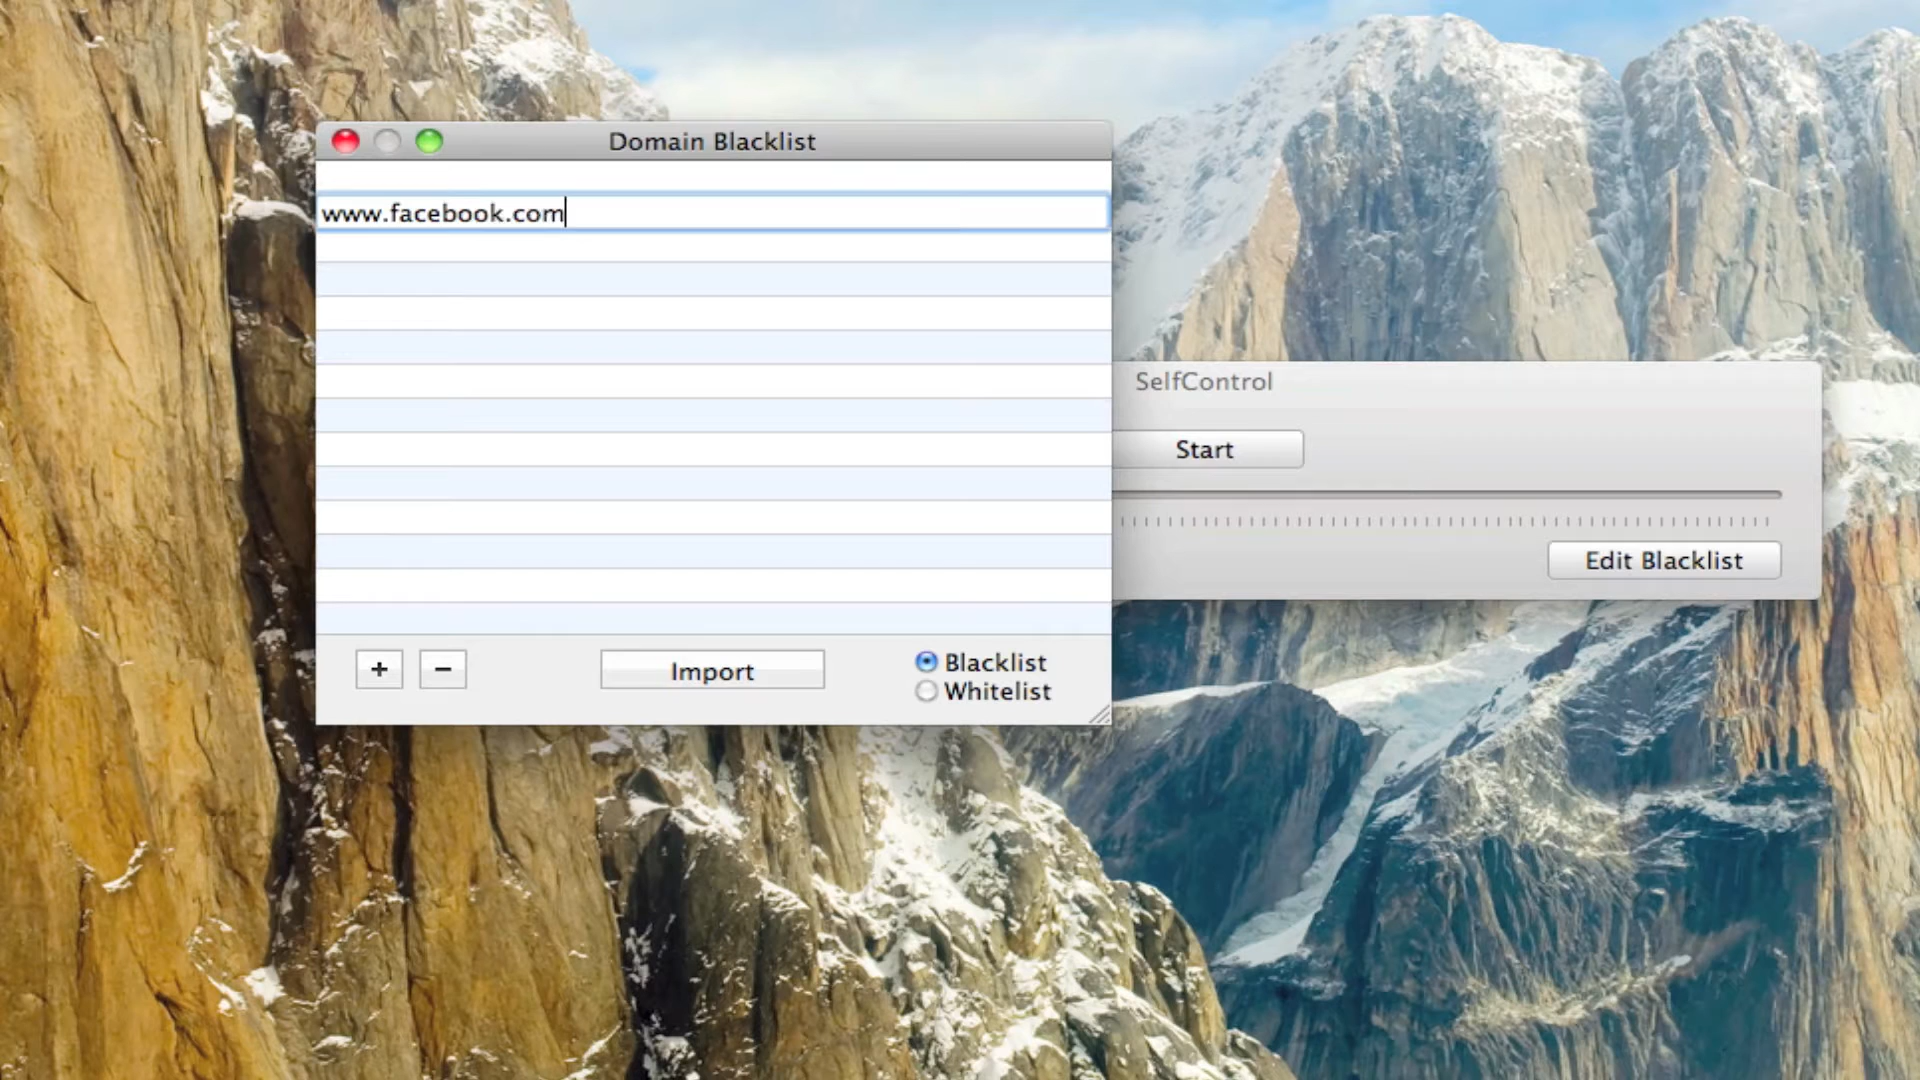 Domain Blacklist
www.facebook.com
SelfControl
Start
Edit Blacklist
+
-
Import
Blacklist
Whitelist